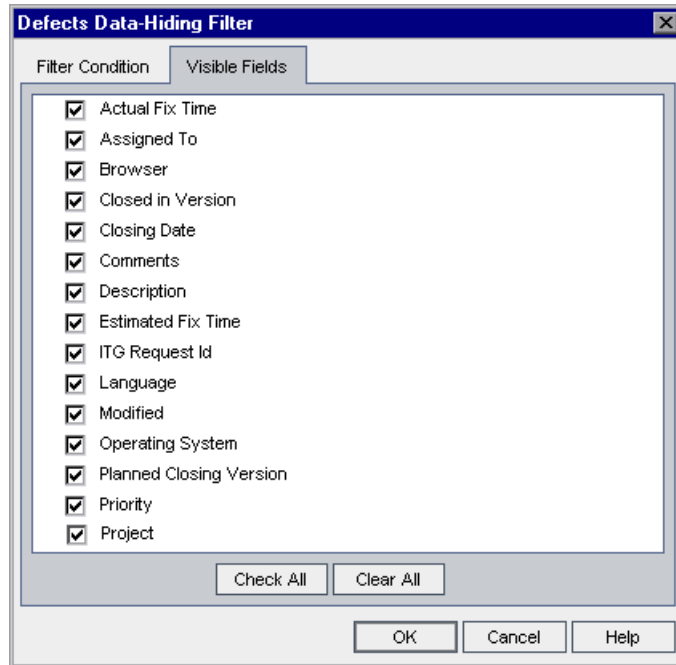 Defects Data-Hiding Filter
Filter Condition Visible Fields
Actual Fix Time
Assigned To
Browser
Closed in Version
Closing Date
Comments
Description
Estimated Fix Time
ITG Request Id
Language
Modified
Operating System
Planned Closing Version
Priority
Project
Check All Clear All
OK Cancel Help